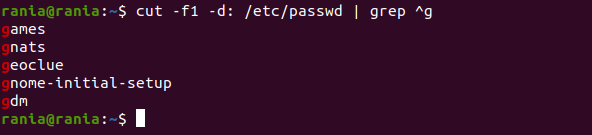 rania@rania:~$ cut -f1 -d: /etc/passwd | grep ^g
games
gnats
geoclue
gnome-initial-setup
gdm
rania@rania:~$